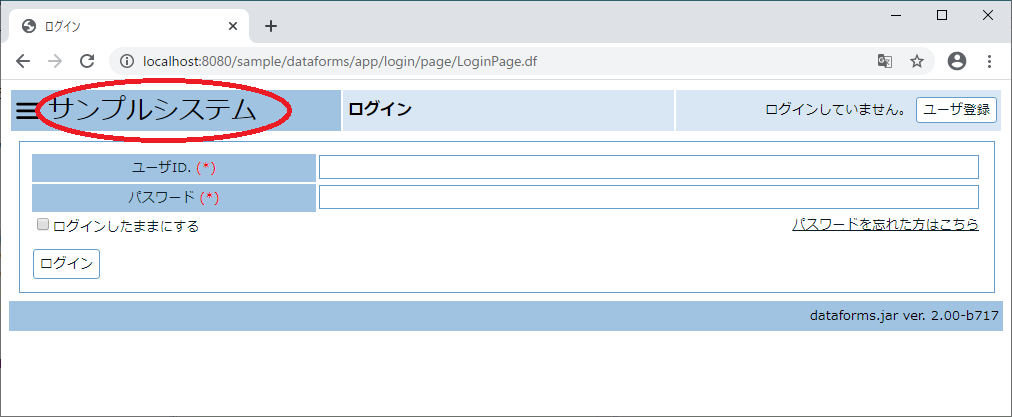 ログイン
localhost:8080/sample/dataforms/app/login/page/LoginPage.df
サンプルシステム
ログイン
ログインしていません。 ユーザ登録
ユーザID. (*)
パスワード (*)
ログインしたままにする
パスワードを忘れた方はこちら
ログイン
dataforms.jar ver. 2.00-b717